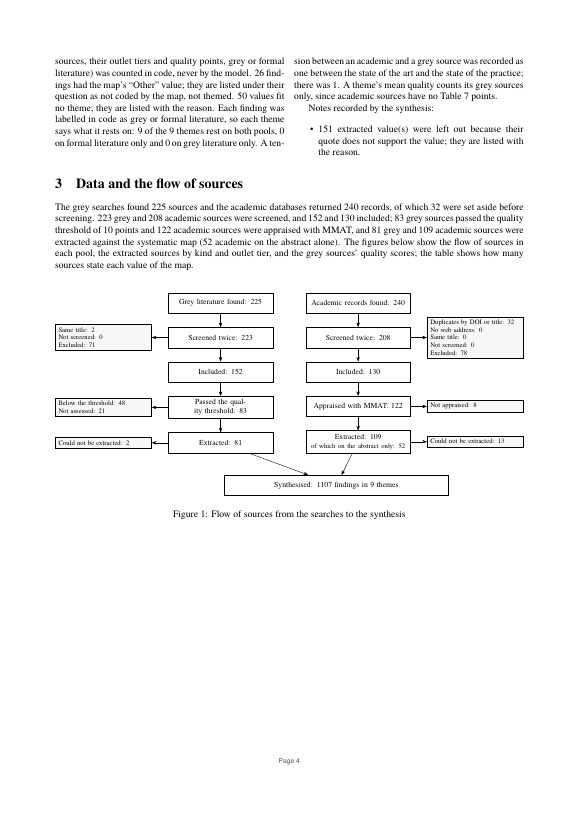 sources, their outlet tiers and quality points, grey or formal
literature) was counted in code, never by the model. 26 find-
ings had the map's “Other” value; they are listed under their
question as not coded by the map, not themed. 50 values fit
no theme; they are listed with the reason. Each finding was
labelled in code as grey or formal literature, so each theme
says what it rests on: 9 of the 9 themes rest on both pools, 0
on formal literature only and 0 on grey literature only. A ten-
sion between an academic and a grey source was recorded as
one between the state of the art and the state of the practice;
there was 1. A theme's mean quality counts its grey sources
only, since academic sources have no Table 7 points.
Notes recorded by the synthesis:
• 151 extracted value(s) were left out because their
quote does not support the value; they are listed with
the reason.
3 Data and the flow of sources
The grey searches found 225 sources and the academic databases returned 240 records, of which 32 were set aside before
screening. 223 grey and 208 academic sources were screened, and 152 and 130 included; 83 grey sources passed the quality
threshold of 10 points and 122 academic sources were appraised with MMAT, and 81 grey and 109 academic sources were
extracted against the systematic map (52 academic on the abstract alone). The figures below show the flow of sources in
each pool, the extracted sources by kind and outlet tier, and the grey sources' quality scores; the table shows how many
sources state each value of the map.
Grey literature found: 225
Academic records found: 240
Same title: 2
Not screened: 0
Excluded: 71
Screened twice: 223
Screened twice: 208
Duplicates by DOI or title: 32
No web address: 0
Same title: 0
Not screened: 0
Excluded: 78
Included: 152
Included: 130
Below the threshold: 48
Not assessed: 21
Passed the qual-
ity threshold: 83
Appraised with MMAT: 122
Not appraised: 8
Could not be extracted: 2
Extracted: 81
Extracted: 109
of which on the abstract only: 52
Could not be extracted: 13
Synthesised: 1107 findings in 9 themes
Figure 1: Flow of sources from the searches to the synthesis
Page 4